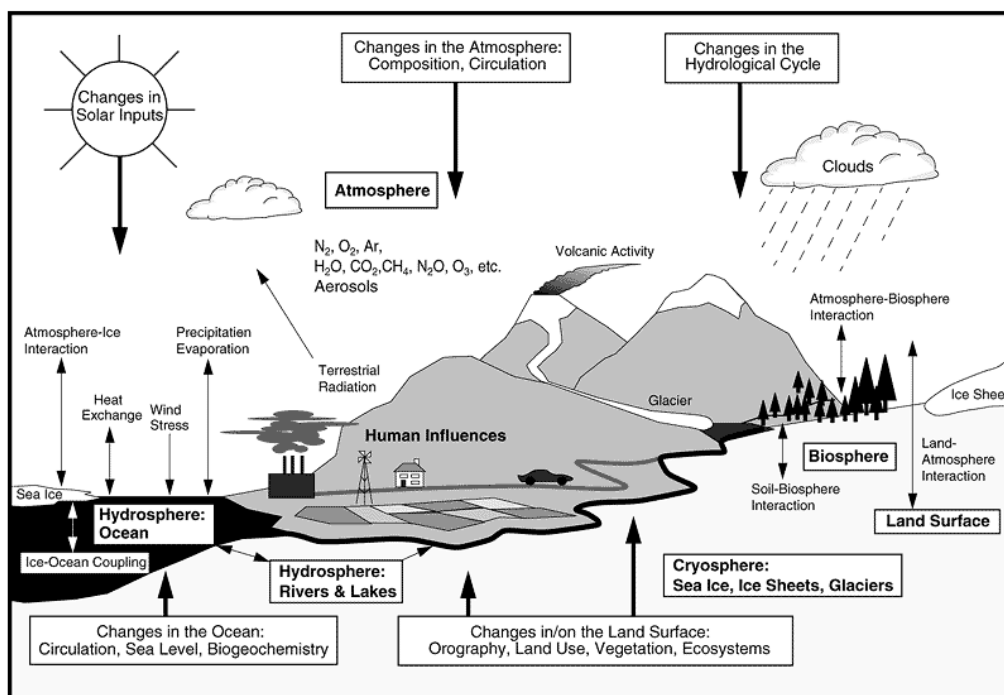 Changes in the Atmosphere:
Composition, Circulation
Changes in the
Hydrological Cycle
Changes in
Solar Inputs
Clouds
Atmosphere
N₂, O₂, Ar,
H₂O, CO₂,CH₄, N₂O, O₃, etc.
Aerosols
Volcanic Activity
Atmosphere-Biosphere
Interaction
Atmosphere-Ice
Interaction
Precipitation
Evaporation
Terrestrial
Radiation
Heat
Exchange
Wind
Stress
Glacier
Ice Sheet
Human Influences
Biosphere
Land-
Atmosphere
Interaction
Soil-Biosphere
Interaction
Sea Ice
Hydrosphere:
Ocean
Land Surface
Ice-Ocean Coupling
Hydrosphere:
Rivers & Lakes
Cryosphere:
Sea Ice, Ice Sheets, Glaciers
Changes in the Ocean:
Circulation, Sea Level, Biogeochemistry
Changes in/on the Land Surface:
Orography, Land Use, Vegetation, Ecosystems